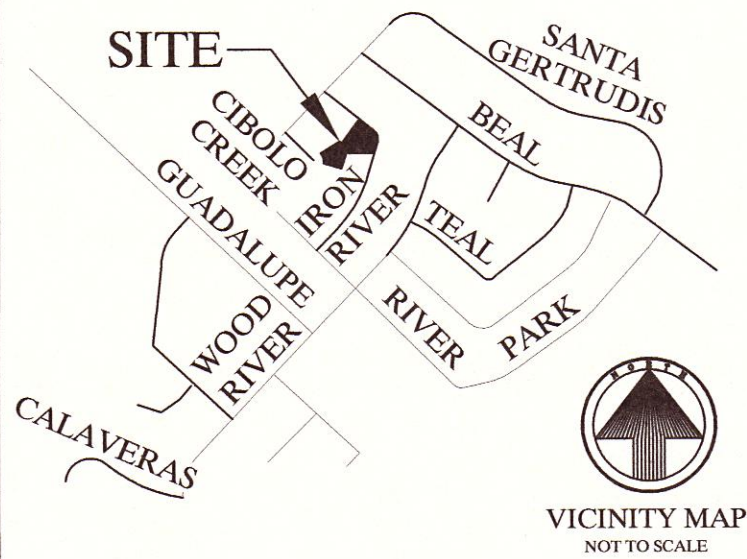 SITE
SANTA
GERTRUDIS
BEAL
CIBOLO
CREEK
IRON
RIVER
GUADALUPE
TEAL
WOOD
RIVER
RIVER
PARK
CALAVERAS
NORTH
VICINITY MAP
NOT TO SCALE